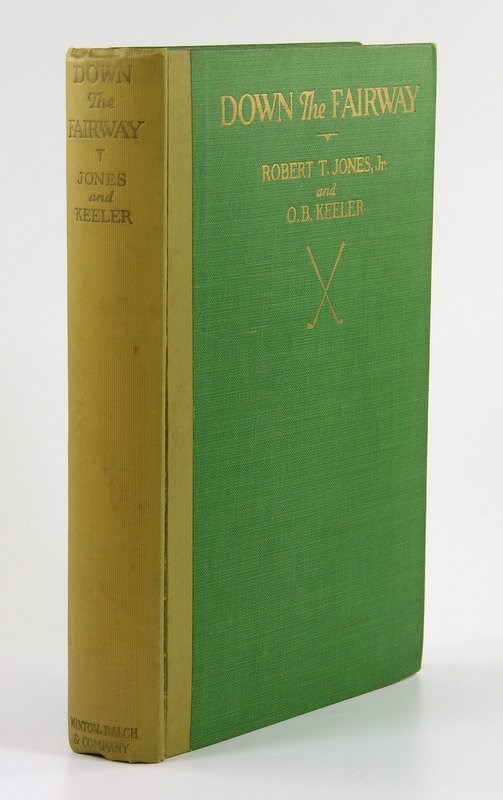 DOWN
The
FAIRWAY
JONES
and
KEELER
MINTON, BALCH
& COMPANY
DOWN The FAIRWAY
ROBERT T. JONES, Jr.
and
O.B. KEELER